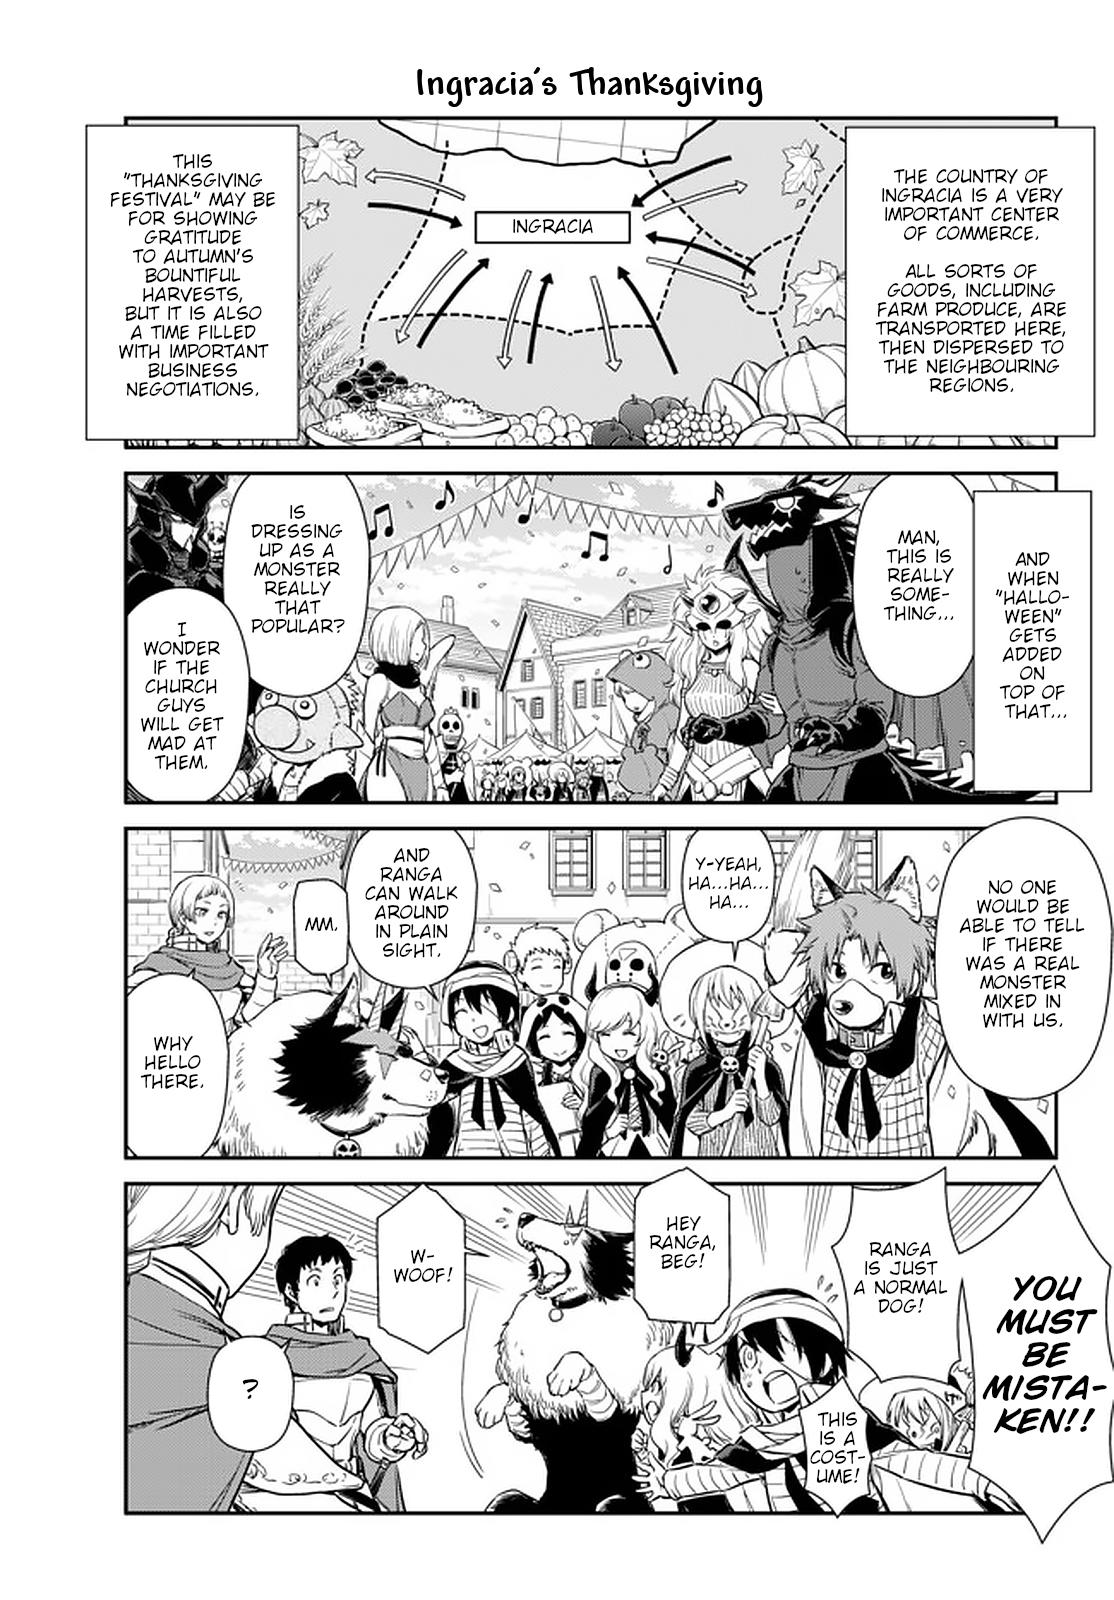 Ingracia's Thanksgiving
THE COUNTRY OF
INGRACIA IS A VERY
IMPORTANT CENTER
OF COMMERCE.
ALL SORTS OF
GOODS, INCLUDING
FARM PRODUCE, ARE
TRANSPORTED HERE,
THEN DISPERSED TO
THE NEIGHBOURING
REGIONS.
INGRACIA
THIS
"THANKSGIVING
FESTIVAL" MAY BE
FOR SHOWING
GRATITUDE
TO AUTUMN'S
BOUNTIFUL
HARVESTS,
BUT IT IS ALSO
A TIME FILLED
WITH IMPORTANT
BUSINESS
NEGOTIATIONS.
AND
WHEN
"HALLO-
WEEN"
GETS
ADDED
ON
TOP OF
THAT...
MAN,
THIS IS
REALLY
SOME-
THING...
IS
DRESSING
UP AS A
MONSTER
REALLY
THAT
POPULAR?
I
WONDER
IF THE
CHURCH
GUYS
WILL GET
MAD AT
THEM.
NO ONE
WOULD BE
ABLE TO TELL
IF THERE
WAS A REAL
MONSTER
MIXED IN
WITH US.
Y-YEAH,
HA...HA...
HA...
AND
RANGA
CAN WALK
AROUND
IN PLAIN
SIGHT.
MM.
WHY
HELLO
THERE.
YOU
MUST
BE
MISTA-
KEN!!
RANGA
IS JUST
A NORMAL
DOG!
THIS
IS A
COST-
UME!
HEY
RANGA,
BEG!
W-
WOOF!
?